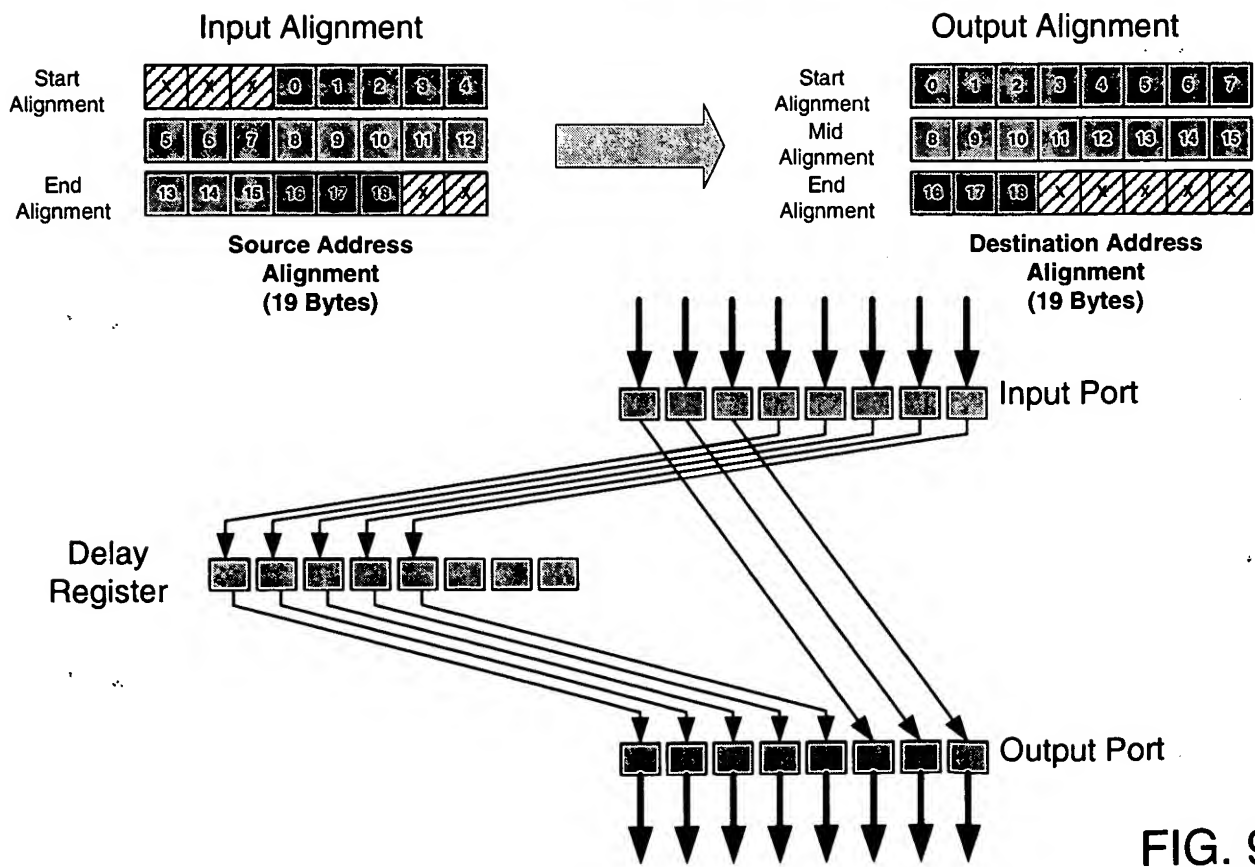 Input Alignment
Output Alignment
Start
Alignment
X X X 0 1 2 3 4
5 6 7 8 9 10 11 12
End
Alignment
13 14 15 16 17 18 X X
Source Address
Alignment
(19 Bytes)
Start
Alignment
0 1 2 3 4 5 6 7
Mid
Alignment
8 9 10 11 12 13 14 15
End
Alignment
16 17 18 X X X X X
Destination Address
Alignment
(19 Bytes)
Input Port
Delay
Register
Output Port
FIG. 9